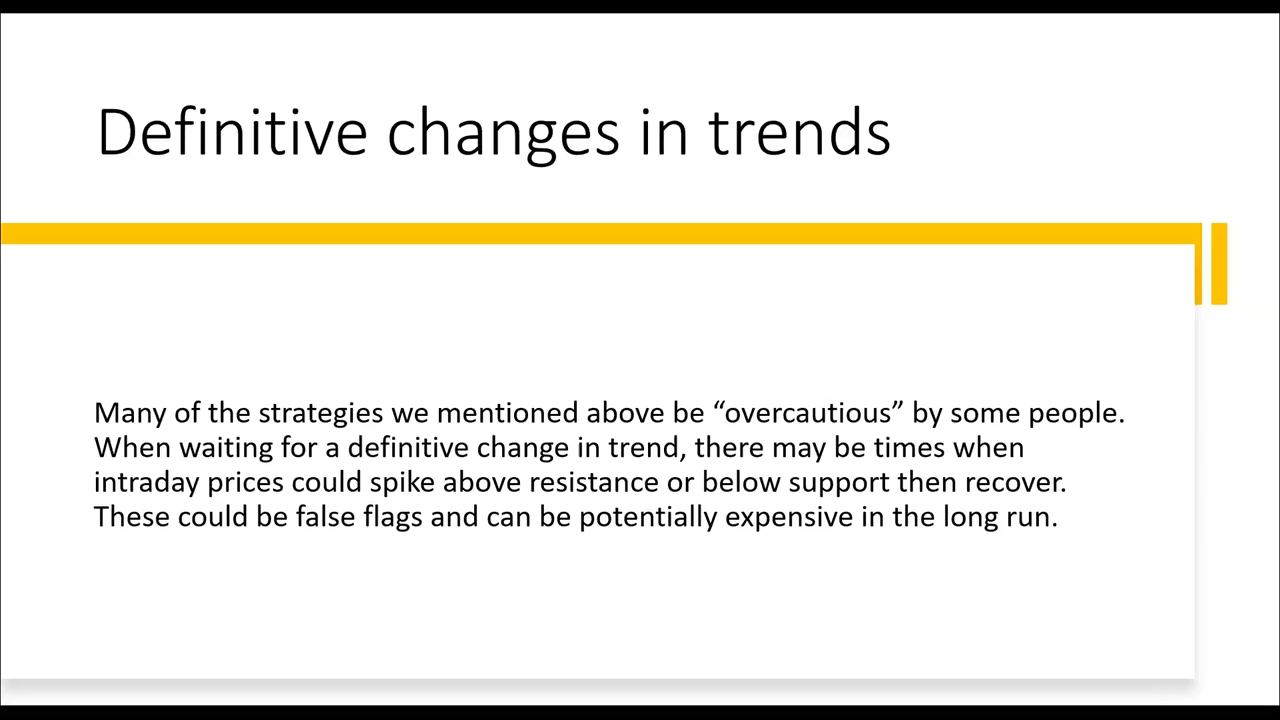 Definitive changes in trends
Many of the strategies we mentioned above be “overcautious” by some people.
When waiting for a definitive change in trend, there may be times when
intraday prices could spike above resistance or below support then recover.
These could be false flags and can be potentially expensive in the long run.